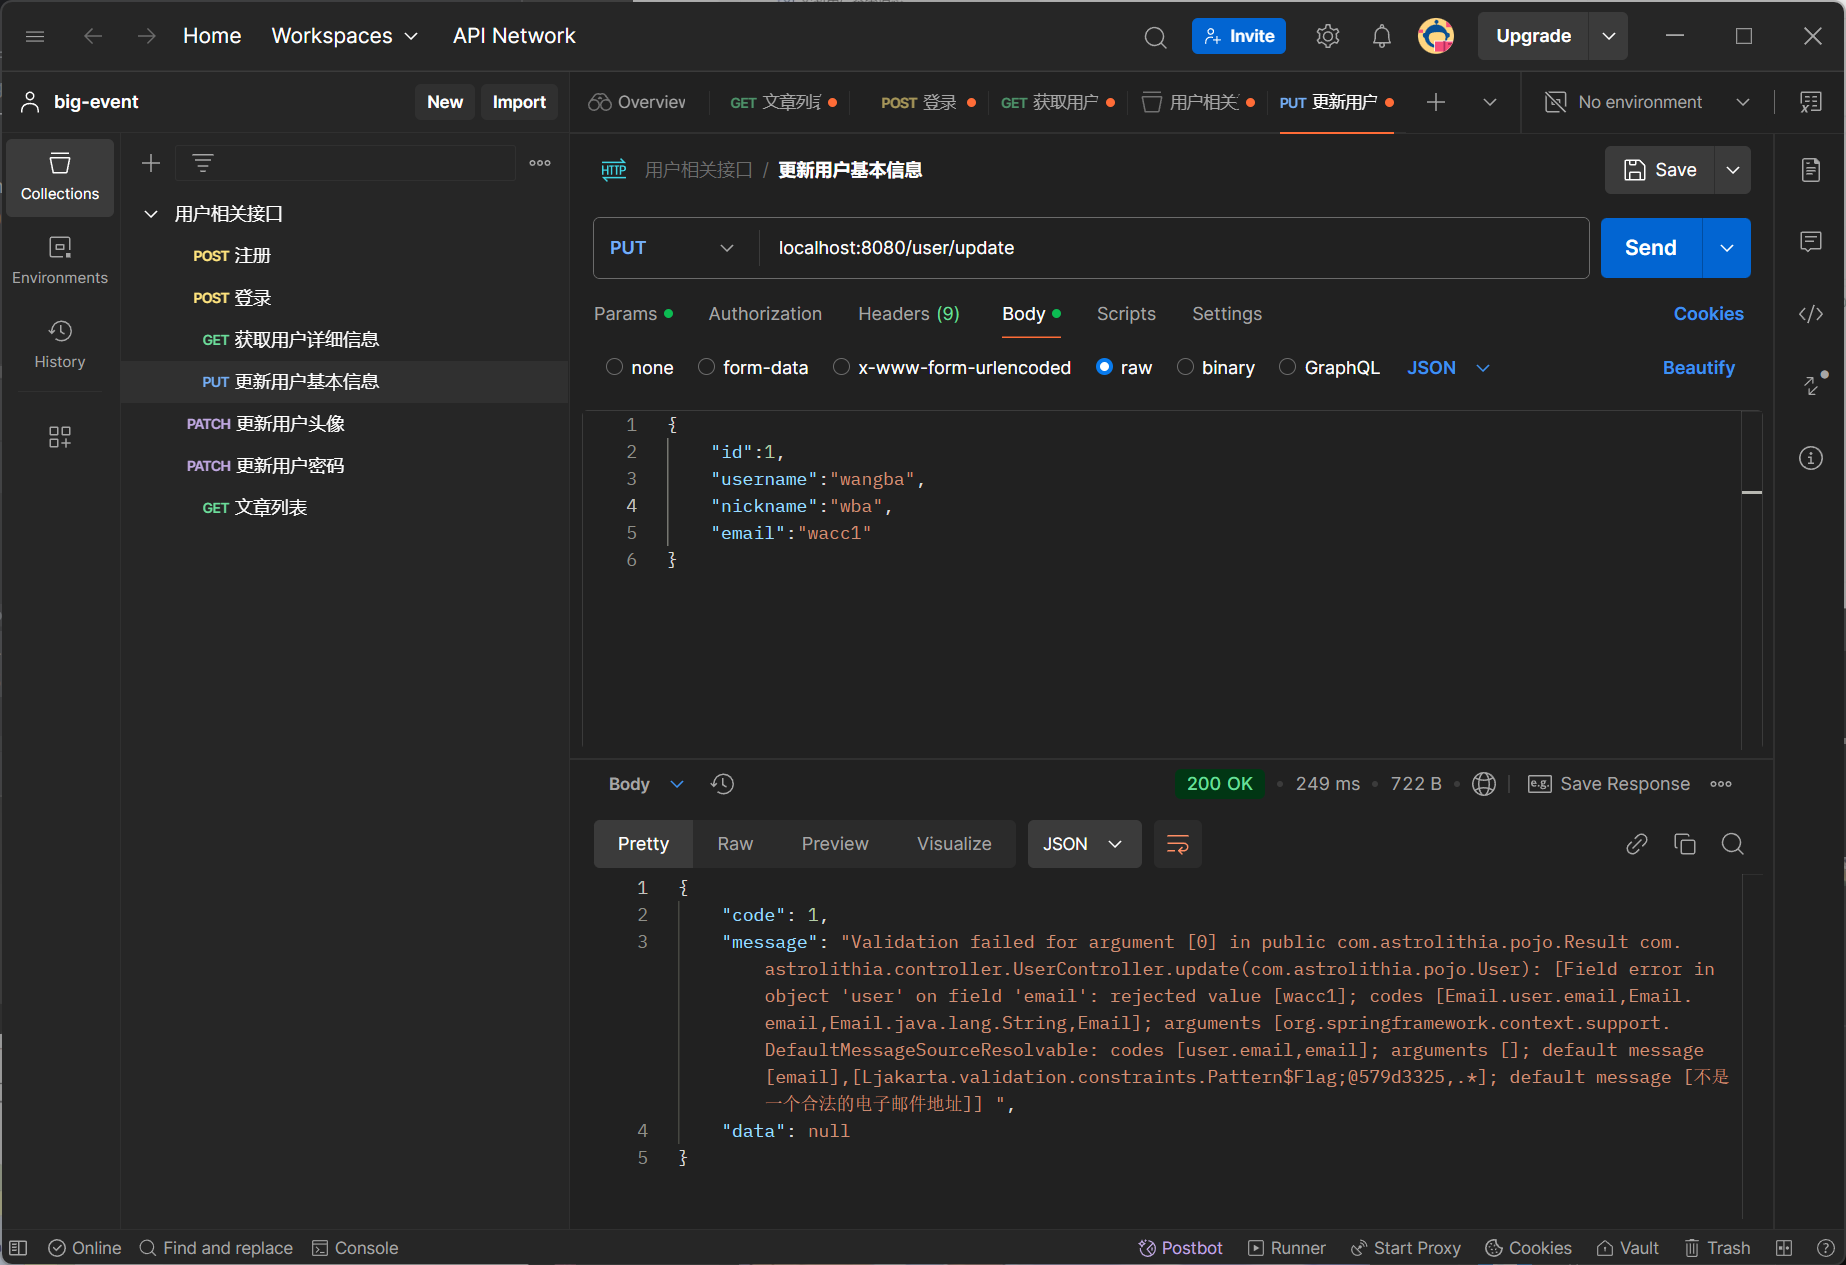 Home Workspaces API Network Invite Upgrade
big-event New Import Overview GET 文章列表 POST 登录 GET 获取用户 用户相关 PUT 更新用户 No environment
Collections
Environments
History
用户相关接口
POST 注册
POST 登录
GET 获取用户详细信息
PUT 更新用户基本信息
PATCH 更新用户头像
PATCH 更新用户密码
GET 文章列表
HTTP 用户相关接口 / 更新用户基本信息 Save
PUT localhost:8080/user/update Send
Params Authorization Headers (9) Body Scripts Settings Cookies
none form-data x-www-form-urlencoded raw binary GraphQL JSON Beautify
1 {
2 "id":1,
3 "username":"wangba",
4 "nickname":"wba",
5 "email":"wacc1"
6 }
Body 200 OK 249 ms 722 B e.g. Save Response
Pretty Raw Preview Visualize JSON
1 {
2 "code": 1,
3 "message": "Validation failed for argument [0] in public com.astrolithia.pojo.Result com.
astrolithia.controller.UserController.update(com.astrolithia.pojo.User): [Field error in
object 'user' on field 'email': rejected value [wacc1]; codes [Email.user.email,Email.
email,Email.java.lang.String,Email]; arguments [org.springframework.context.support.
DefaultMessageSourceResolvable: codes [user.email,email]; arguments []; default message
[email],[Ljakarta.validation.constraints.Pattern$Flag;@579d3325,.*]; default message [不是
一个合法的电子邮件地址]] ",
4 "data": null
5 }
Online Find and replace Console Postbot Runner Start Proxy Cookies Vault Trash